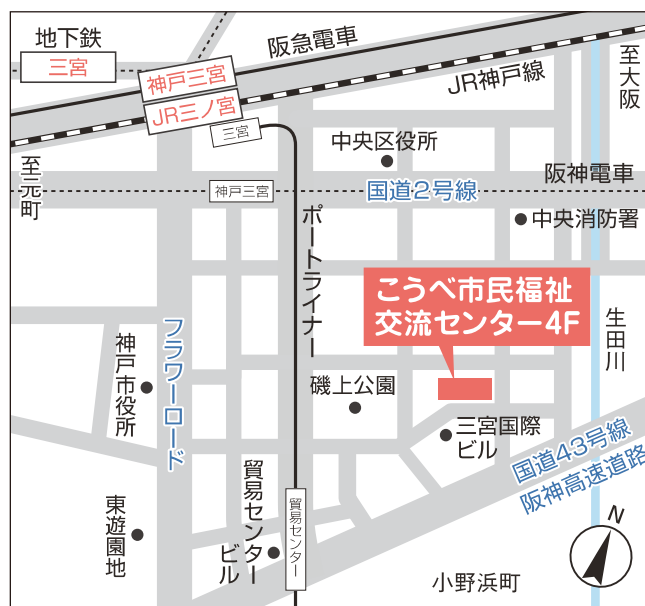 地下鉄
三宮
阪急電車
神戸三宮
JR三ノ宮
JR神戸線
至大阪
三宮
中央区役所
至元町
神戸三宮
国道2号線
阪神電車
中央消防署
ポートライナー
こうべ市民福祉
交流センター4F
生田川
フラワーロード
神戸市役所
磯上公園
三宮国際
ビル
国道43号線
阪神高速道路
東遊園地
貿易センター
ビル
貿易センター
小野浜町
N